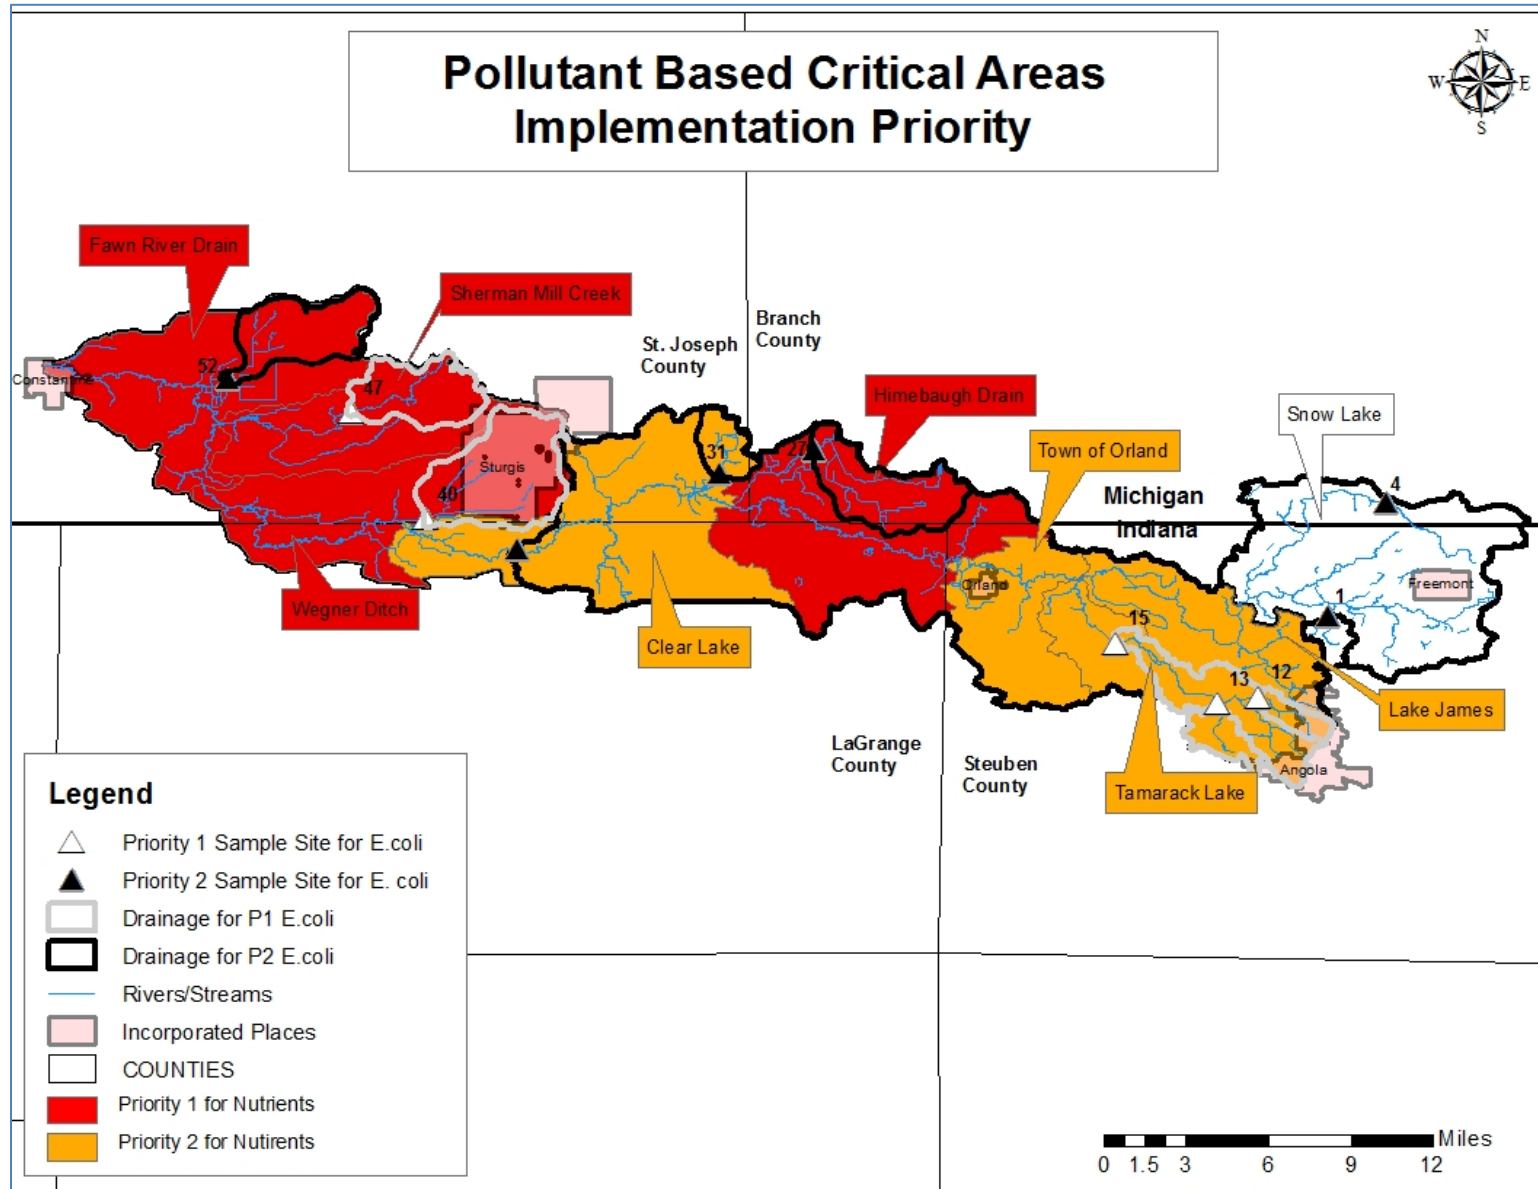 Pollutant Based Critical Areas
Implementation Priority
N
W
E
S
Fawn River Drain
Sherman Mill Creek
St. Joseph
County
Branch
County
52
Constantine
47
Himebaugh Drain
Snow Lake
Town of Orland
31
27
Sturgis
40
Michigan
Indiana
4
Orland
Freemont
1
Wegner Ditch
Clear Lake
15
13
12
Lake James
LaGrange
County
Steuben
County
Angola
Tamarack Lake
Legend
Priority 1 Sample Site for E.coli
Priority 2 Sample Site for E. coli
Drainage for P1 E.coli
Drainage for P2 E.coli
Rivers/Streams
Incorporated Places
COUNTIES
Priority 1 for Nutrients
Priority 2 for Nutirents
Miles
0 1.5 3 6 9 12